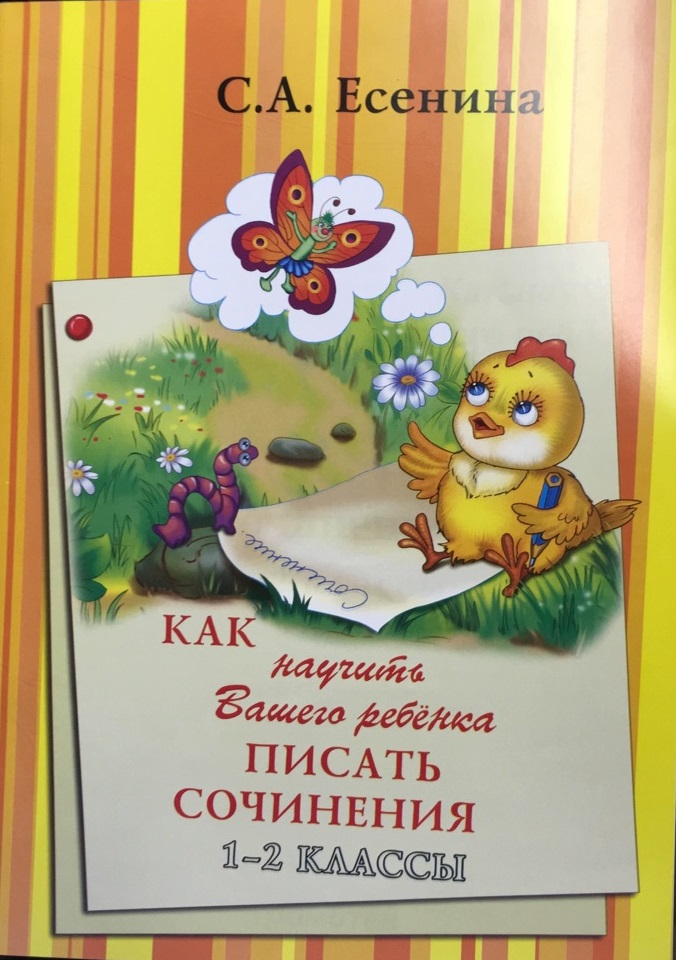 С.А. Есенина
Сочинение.
КАК
научить
Вашего ребёнка
ПИСАТЬ
СОЧИНЕНИЯ
1-2 КЛАССЫ